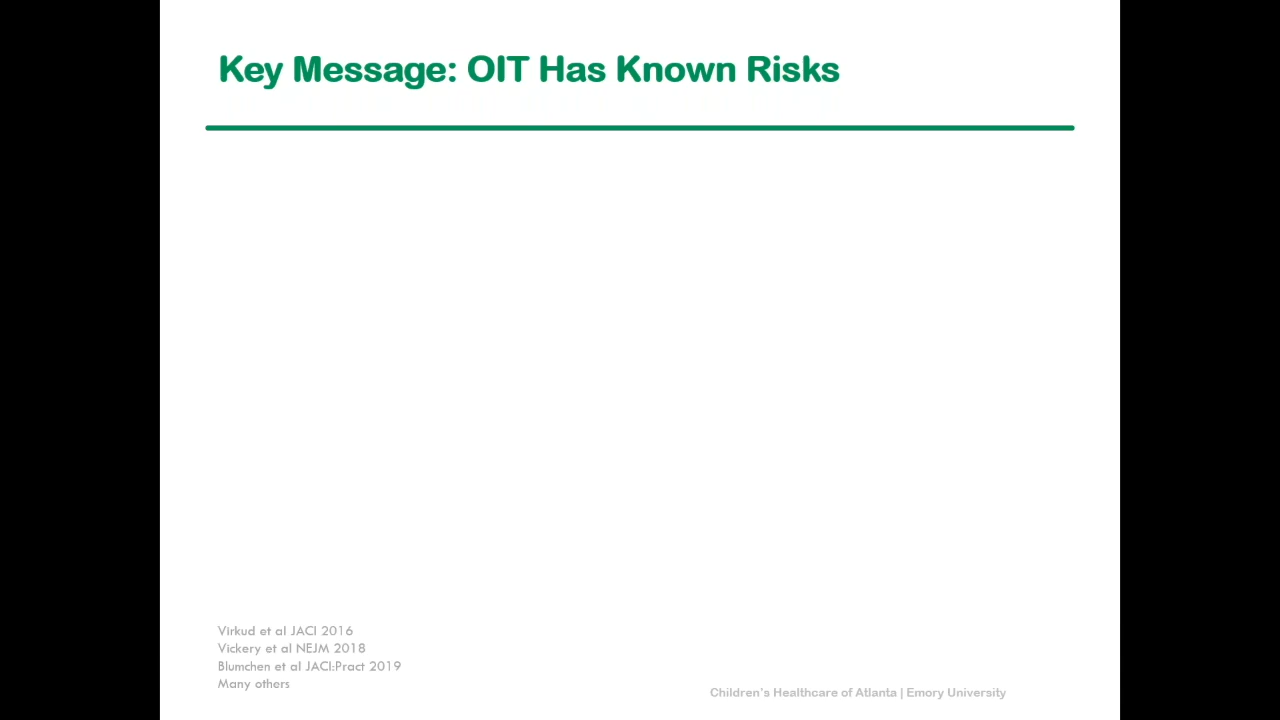 Key Message: OIT Has Known Risks
Virkud et al JACI 2016
Vickery et al NEJM 2018
Blumchen et al JACI:Pract 2019
Many others
Children’s Healthcare of Atlanta | Emory University